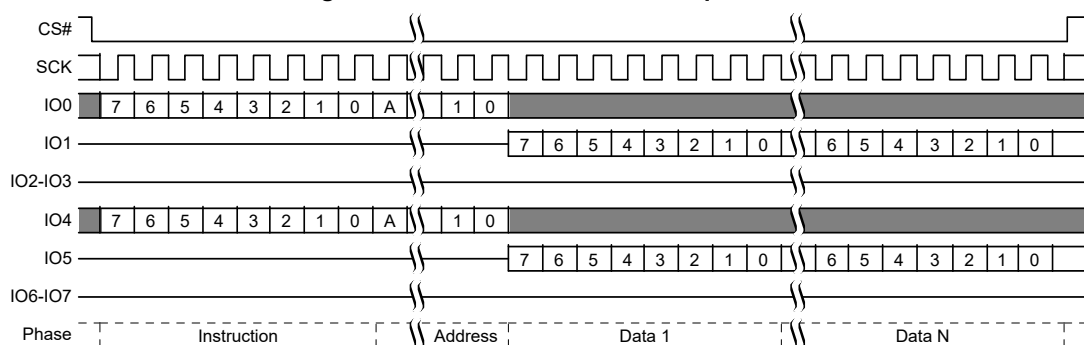 CS#
SCK
IO0 7 6 5 4 3 2 1 0 A 1 0
IO1 7 6 5 4 3 2 1 0 6 5 4 3 2 1 0
IO2-IO3
IO4 7 6 5 4 3 2 1 0 A 1 0
IO5 7 6 5 4 3 2 1 0 6 5 4 3 2 1 0
IO6-IO7
Phase Instruction Address Data 1 Data N